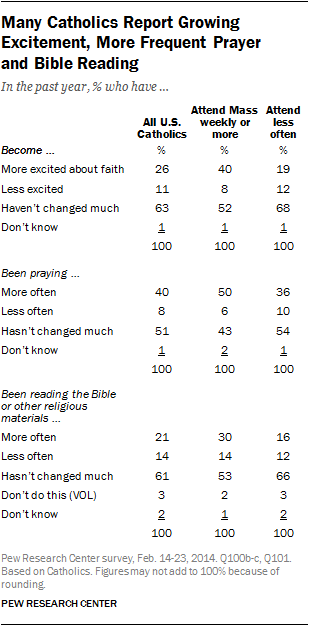 Many Catholics Report Growing
Excitement, More Frequent Prayer
and Bible Reading
In the past year, % who have ...
All U.S. Catholics Attend Mass weekly or more Attend less often
Become ... % % %
More excited about faith 26 40 19
Less excited 11 8 12
Haven't changed much 63 52 68
Don't know 1 1 1
100 100 100
Been praying ...
More often 40 50 36
Less often 8 6 10
Hasn't changed much 51 43 54
Don't know 1 2 1
100 100 100
Been reading the Bible
or other religious
materials ...
More often 21 30 16
Less often 14 14 12
Hasn't changed much 61 53 66
Don't do this (VOL) 3 2 3
Don't know 2 1 2
100 100 100
Pew Research Center survey, Feb. 14-23, 2014. Q100b-c, Q101.
Based on Catholics. Figures may not add to 100% because of
rounding.
PEW RESEARCH CENTER